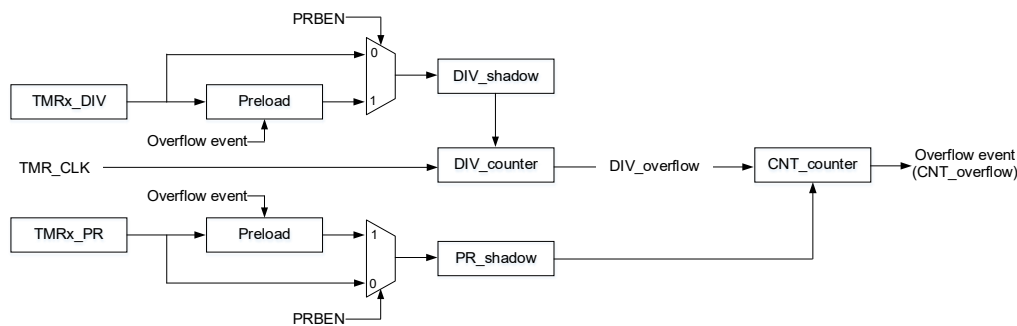 PRBEN
0
DIV_shadow
TMRx_DIV
Preload
1
Overflow event
TMR_CLK
DIV_counter
DIV_overflow
CNT_counter
Overflow event
(CNT_overflow)
Overflow event
TMRx_PR
Preload
1
PR_shadow
0
PRBEN